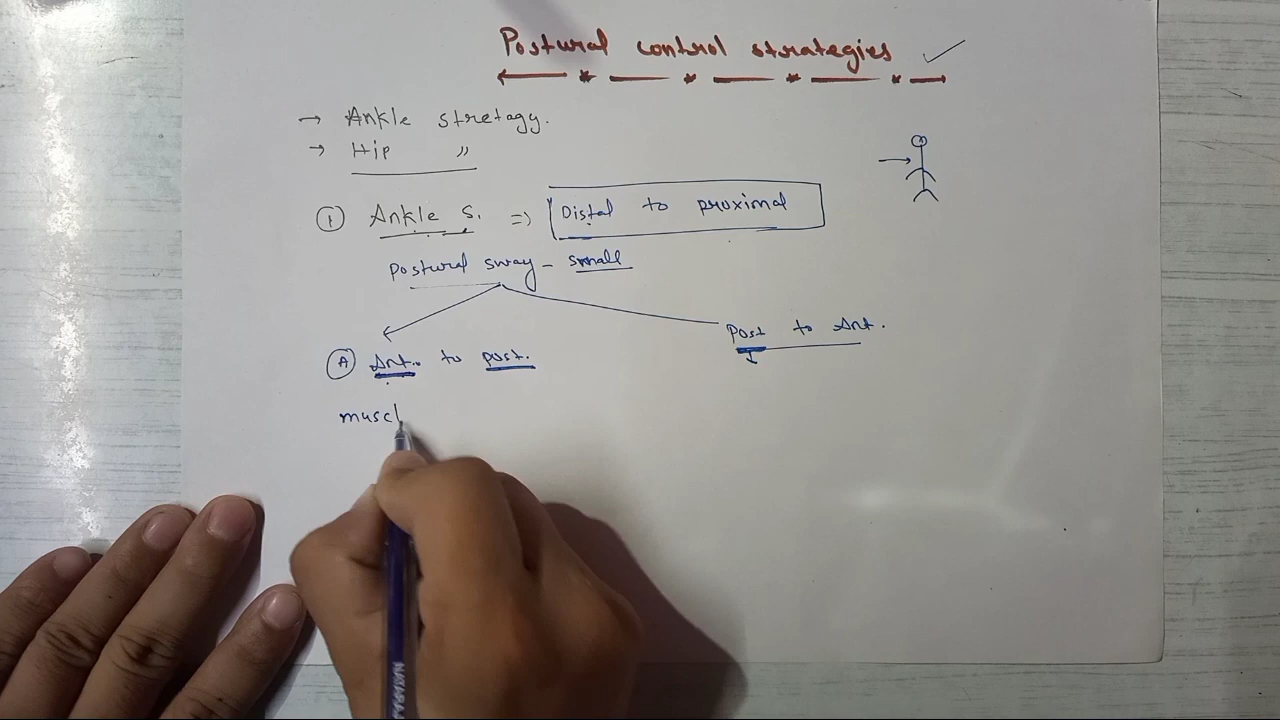 Postural control strategies
→ Ankle stretagy.
→ Hip "
① Ankle S. => Distal to proximal
Postural sway - small
Post to Ant.
Ⓐ Ant. to post.
muscl